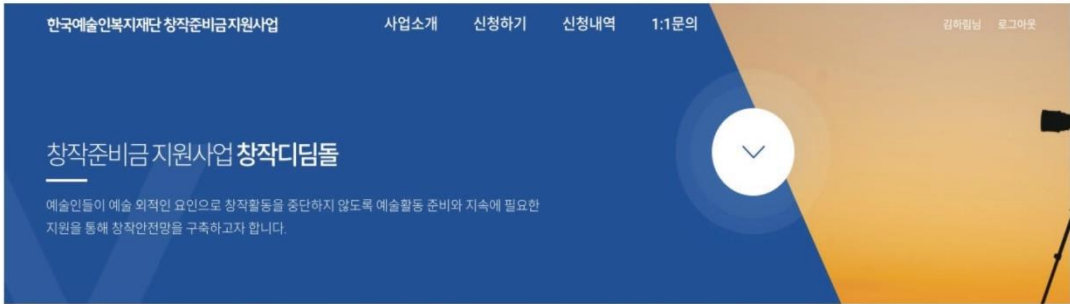 한국예술인복지재단 창작준비금지원사업
사업소개 신청하기 신청내역 1:1문의
김하림님 로그아웃
창작준비금 지원사업 창작디딤돌
예술인들이 예술 외적인 요인으로 창작활동을 중단하지 않도록 예술활동 준비와 지속에 필요한
지원을 통해 창작안전망을 구축하고자 합니다.